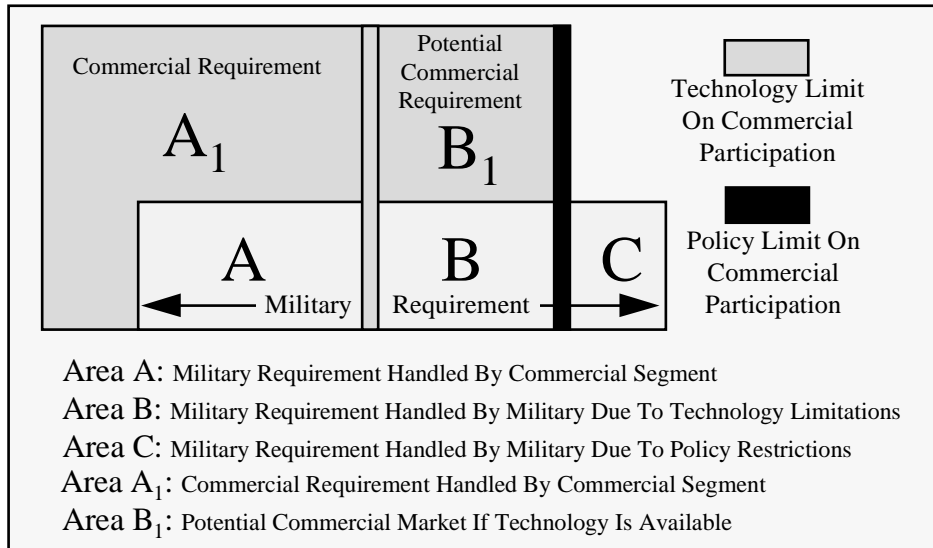 Commercial Requirement
A1
Potential
Commercial
Requirement
B1
A
B
C
Military
Requirement
Technology Limit
On Commercial
Participation
Policy Limit On
Commercial
Participation
Area A: Military Requirement Handled By Commercial Segment
Area B: Military Requirement Handled By Military Due To Technology Limitations
Area C: Military Requirement Handled By Military Due To Policy Restrictions
Area A1: Commercial Requirement Handled By Commercial Segment
Area B1: Potential Commercial Market If Technology Is Available